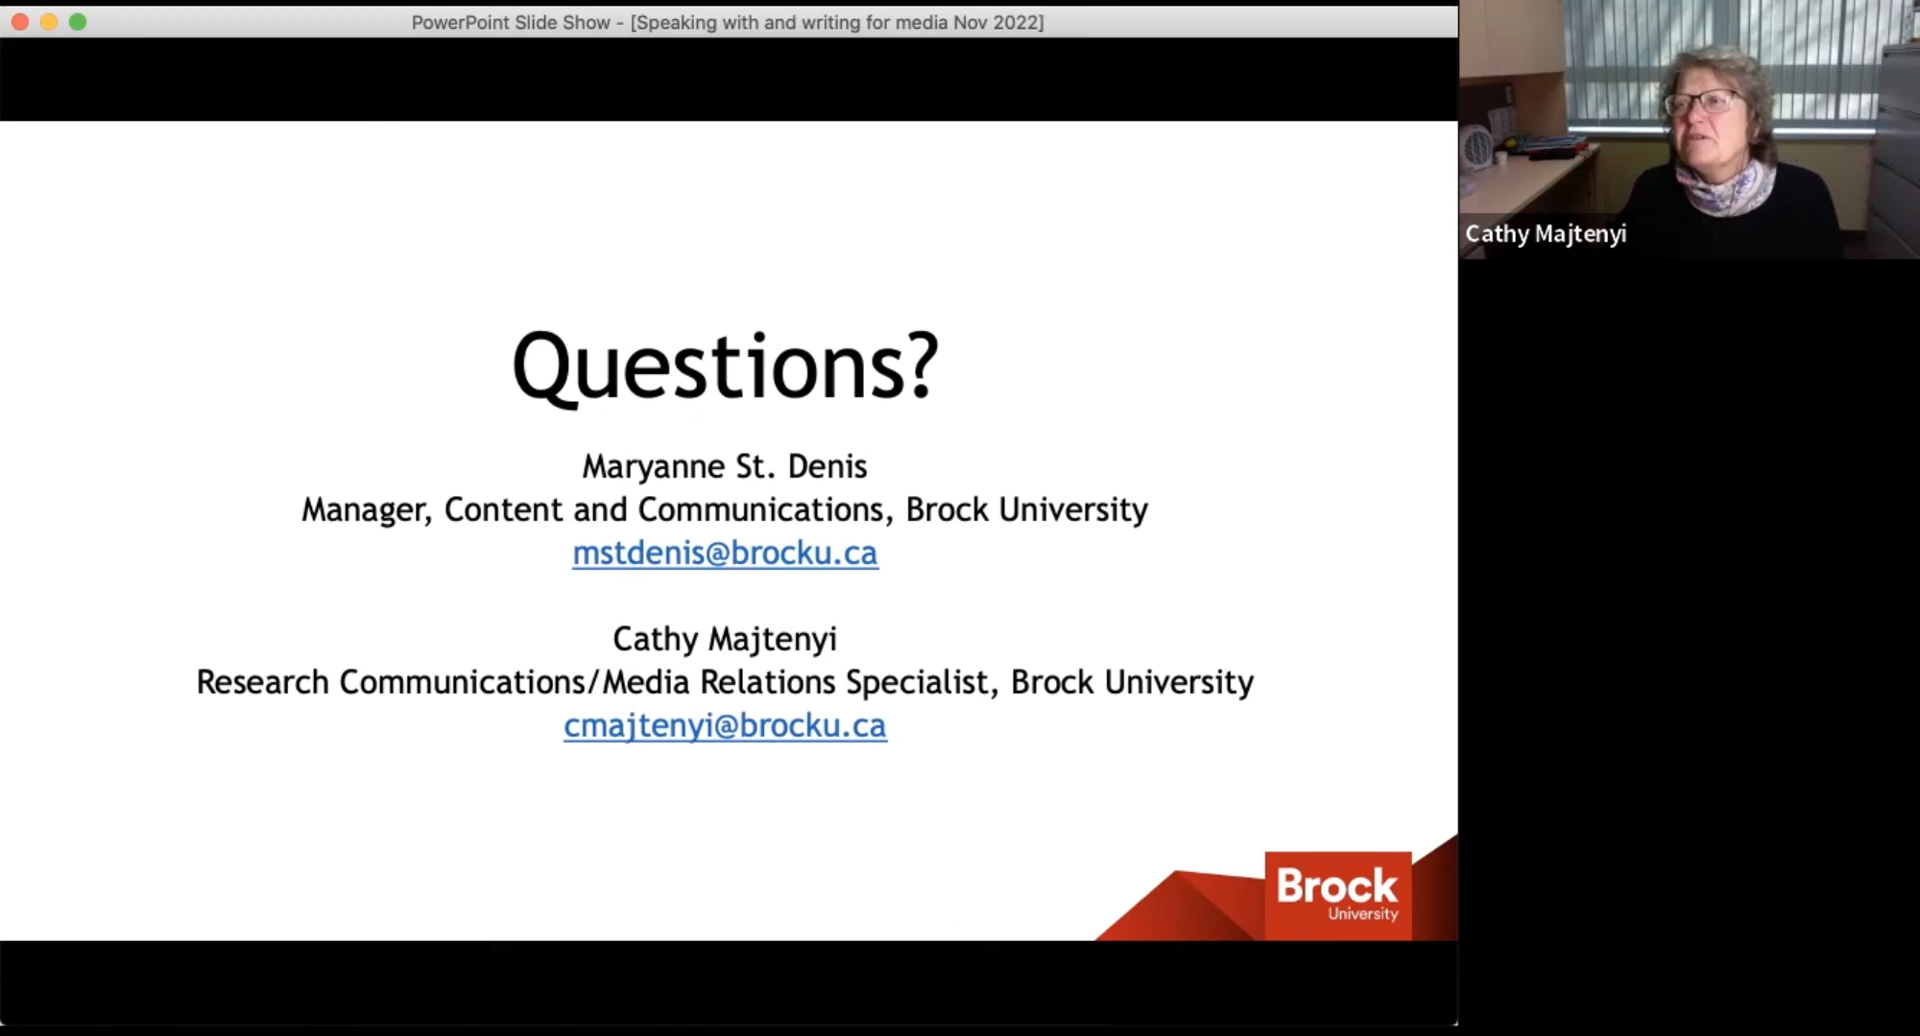 PowerPoint Slide Show - [Speaking with and writing for media Nov 2022]
Questions?
Maryanne St. Denis
Manager, Content and Communications, Brock University
mstdenis@brocku.ca
Cathy Majtenyi
Research Communications/Media Relations Specialist, Brock University
cmajtenyi@brocku.ca
Brock
University
Cathy Majtenyi